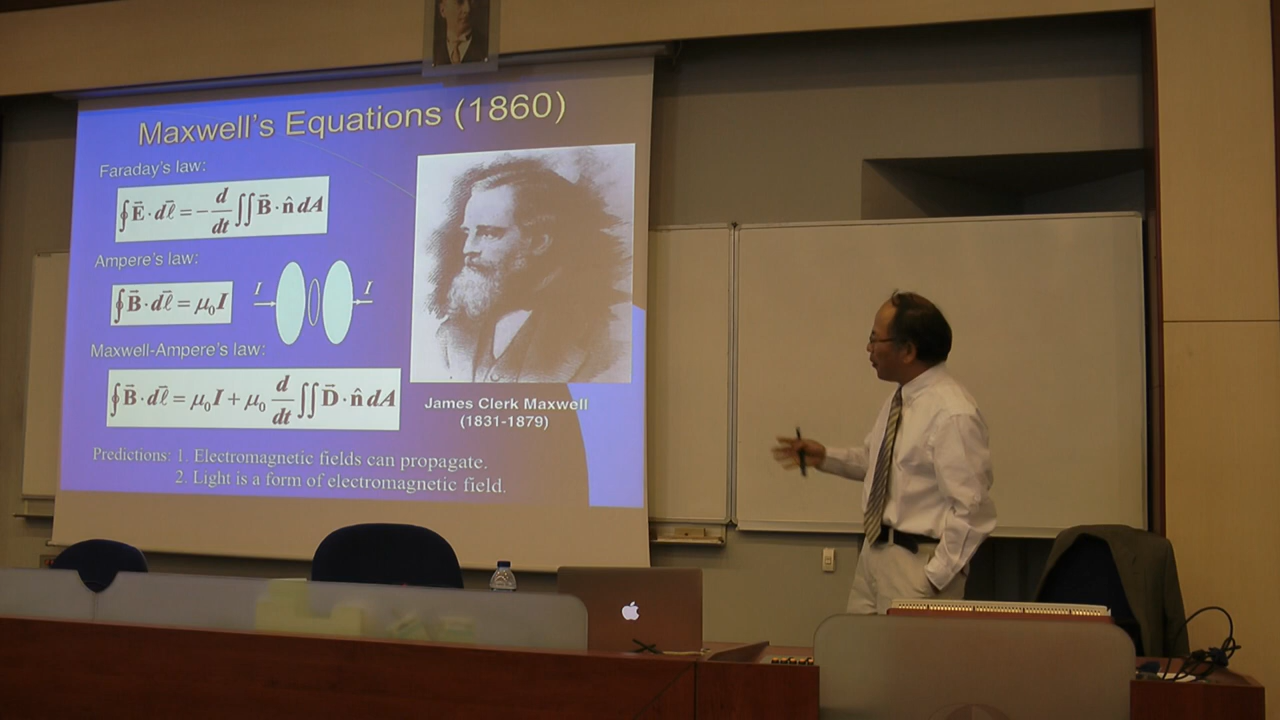 Maxwell's Equations (1860)
Faraday's law:
∮E⃗·dℓ⃗ = −d/dt ∬B⃗·n̂ dA
Ampere's law:
∮B⃗·dℓ⃗ = μ₀I
I I
Maxwell-Ampere's law:
∮B⃗·dℓ⃗ = μ₀I + μ₀ d/dt ∬D⃗·n̂ dA
James Clerk Maxwell
(1831-1879)
Predictions: 1. Electromagnetic fields can propagate.
2. Light is a form of electromagnetic field.